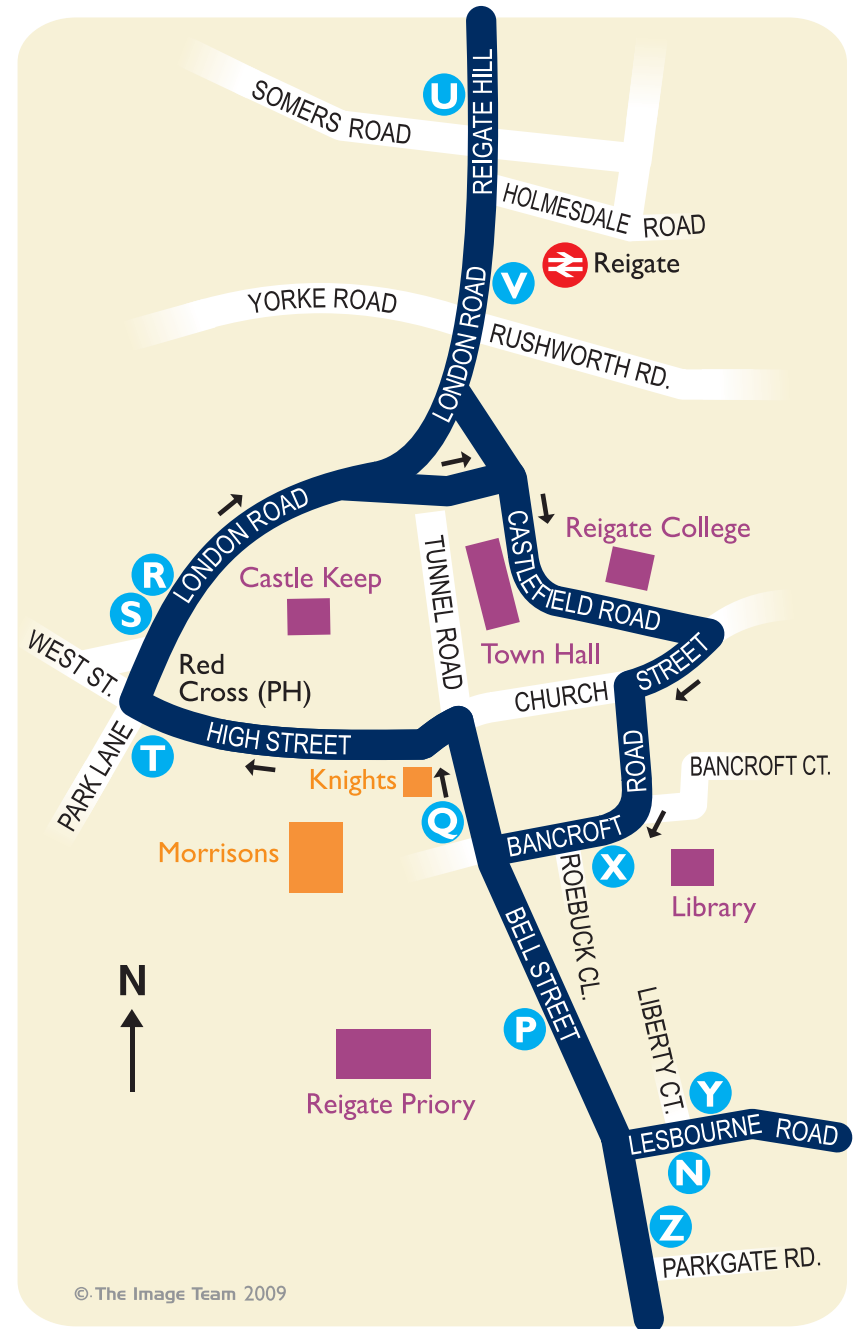 U
SOMERS ROAD
REIGATE HILL
HOLMESDALE ROAD
V
Reigate
YORKE ROAD
LONDON ROAD
RUSHWORTH RD.
LONDON ROAD
R
S
Castle Keep
TUNNEL ROAD
CASTLEFIELD ROAD
Reigate College
Town Hall
WEST ST.
Red
Cross (PH)
CHURCH STREET
T
HIGH STREET
PARK LANE
Knights
Q
BANCROFT ROAD
BANCROFT CT.
Morrisons
X
ROEBUCK CL.
Library
BELL STREET
N
P
LIBERTY CT.
Reigate Priory
Y
LESBOURNE ROAD
N
Z
PARKGATE RD.
©·The Image Team 2009